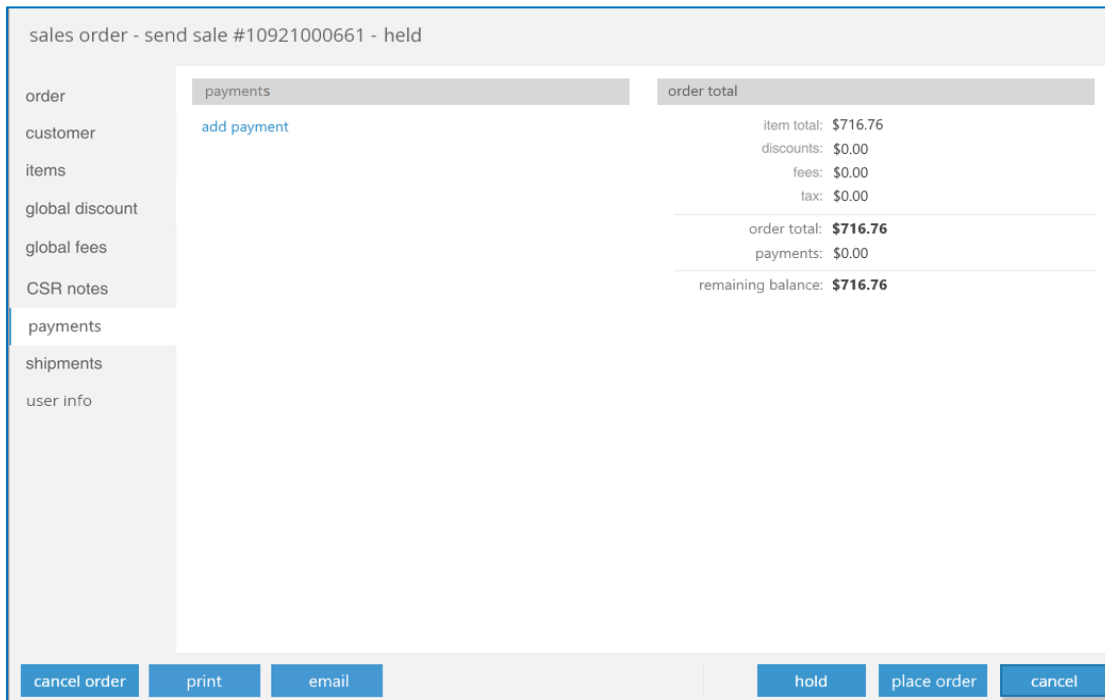 sales order - send sale #10921000661 - held
order
customer
items
global discount
global fees
CSR notes
payments
shipments
user info
payments
add payment
order total
item total: $716.76
discounts: $0.00
fees: $0.00
tax: $0.00
order total: $716.76
payments: $0.00
remaining balance: $716.76
cancel order
print
email
hold
place order
cancel